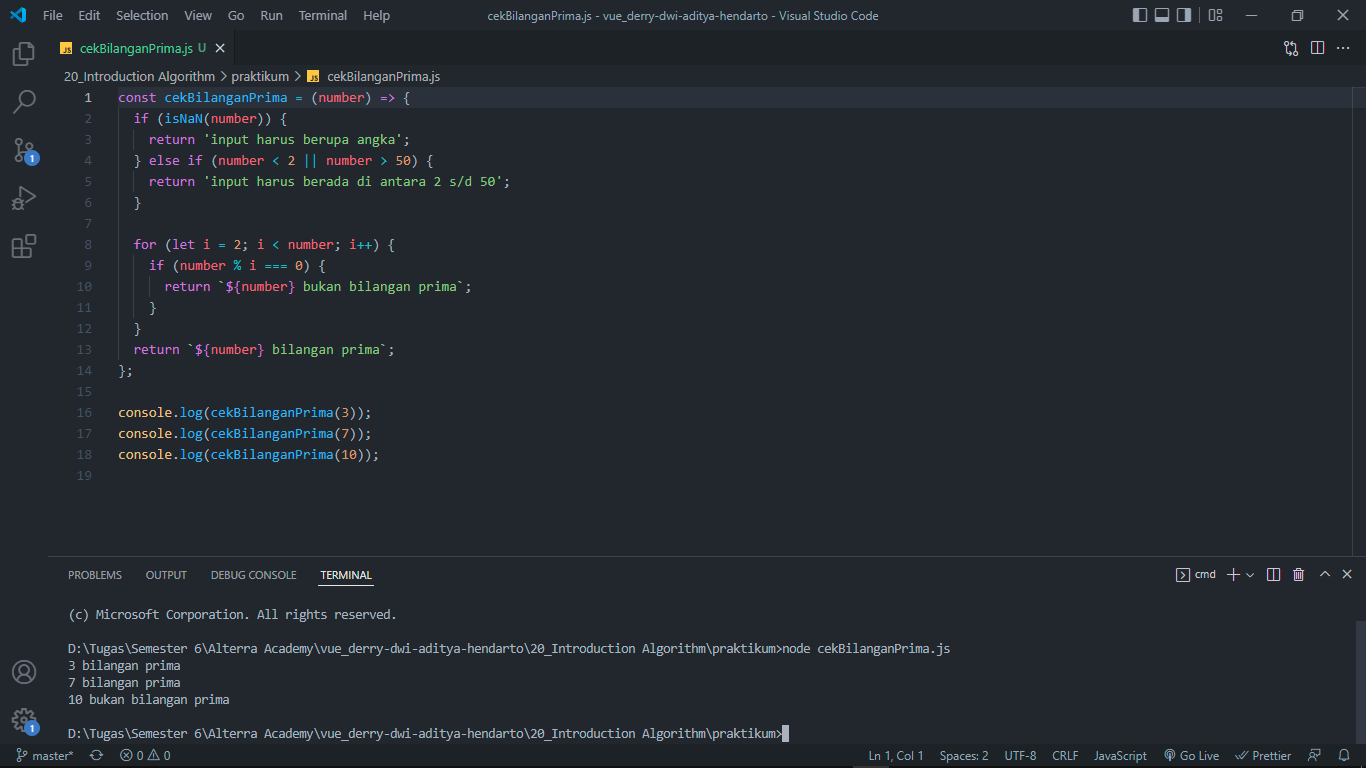 File Edit Selection View Go Run Terminal Help cekBilanganPrima.js - vue_derry-dwi-aditya-hendarto - Visual Studio Code
JS cekBilanganPrima.js U
20_Introduction Algorithm > praktikum > JS cekBilanganPrima.js
1 const cekBilanganPrima = (number) => {
2 if (isNaN(number)) {
3 return 'input harus berupa angka';
4 } else if (number < 2 || number > 50) {
5 return 'input harus berada di antara 2 s/d 50';
6 }
7
8 for (let i = 2; i < number; i++) {
9 if (number % i === 0) {
10 return `${number} bukan bilangan prima`;
11 }
12 }
13 return `${number} bilangan prima`;
14 };
15
16 console.log(cekBilanganPrima(3));
17 console.log(cekBilanganPrima(7));
18 console.log(cekBilanganPrima(10));
19
1
PROBLEMS OUTPUT DEBUG CONSOLE TERMINAL cmd
(c) Microsoft Corporation. All rights reserved.
D:\Tugas\Semester 6\Alterra Academy\vue_derry-dwi-aditya-hendarto\20_Introduction Algorithm\praktikum>node cekBilanganPrima.js
3 bilangan prima
7 bilangan prima
10 bukan bilangan prima
D:\Tugas\Semester 6\Alterra Academy\vue_derry-dwi-aditya-hendarto\20_Introduction Algorithm\praktikum>
1
master* 0 0 Ln 1, Col 1 Spaces: 2 UTF-8 CRLF JavaScript Go Live Prettier